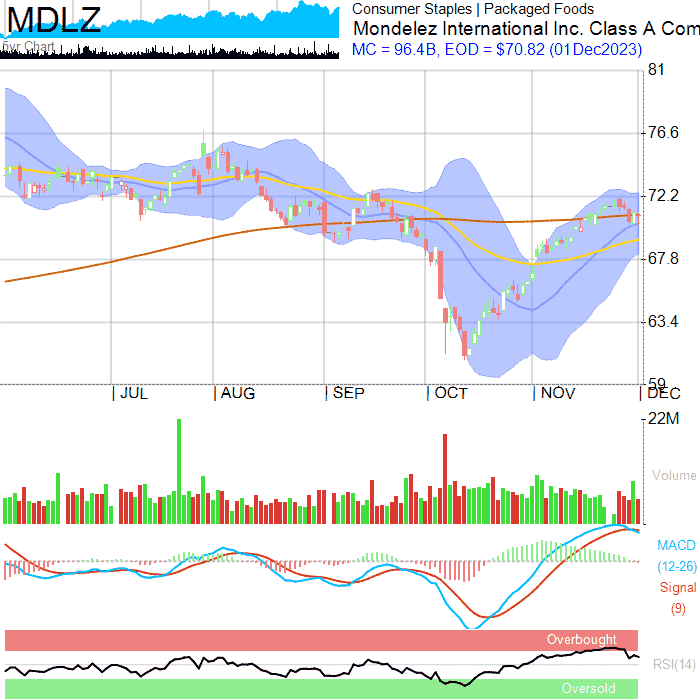 MDLZ
5yr Chart
Consumer Staples | Packaged Foods
Mondelez International Inc. Class A Com
MC = 96.4B, EOD = $70.82 (01Dec2023)
81
76.6
72.2
67.8
63.4
59
JUL
AUG
SEP
OCT
NOV
DEC
22M
Volume
MACD
(12-26)
Signal
(9)
Overbought
RSI(14)
Oversold